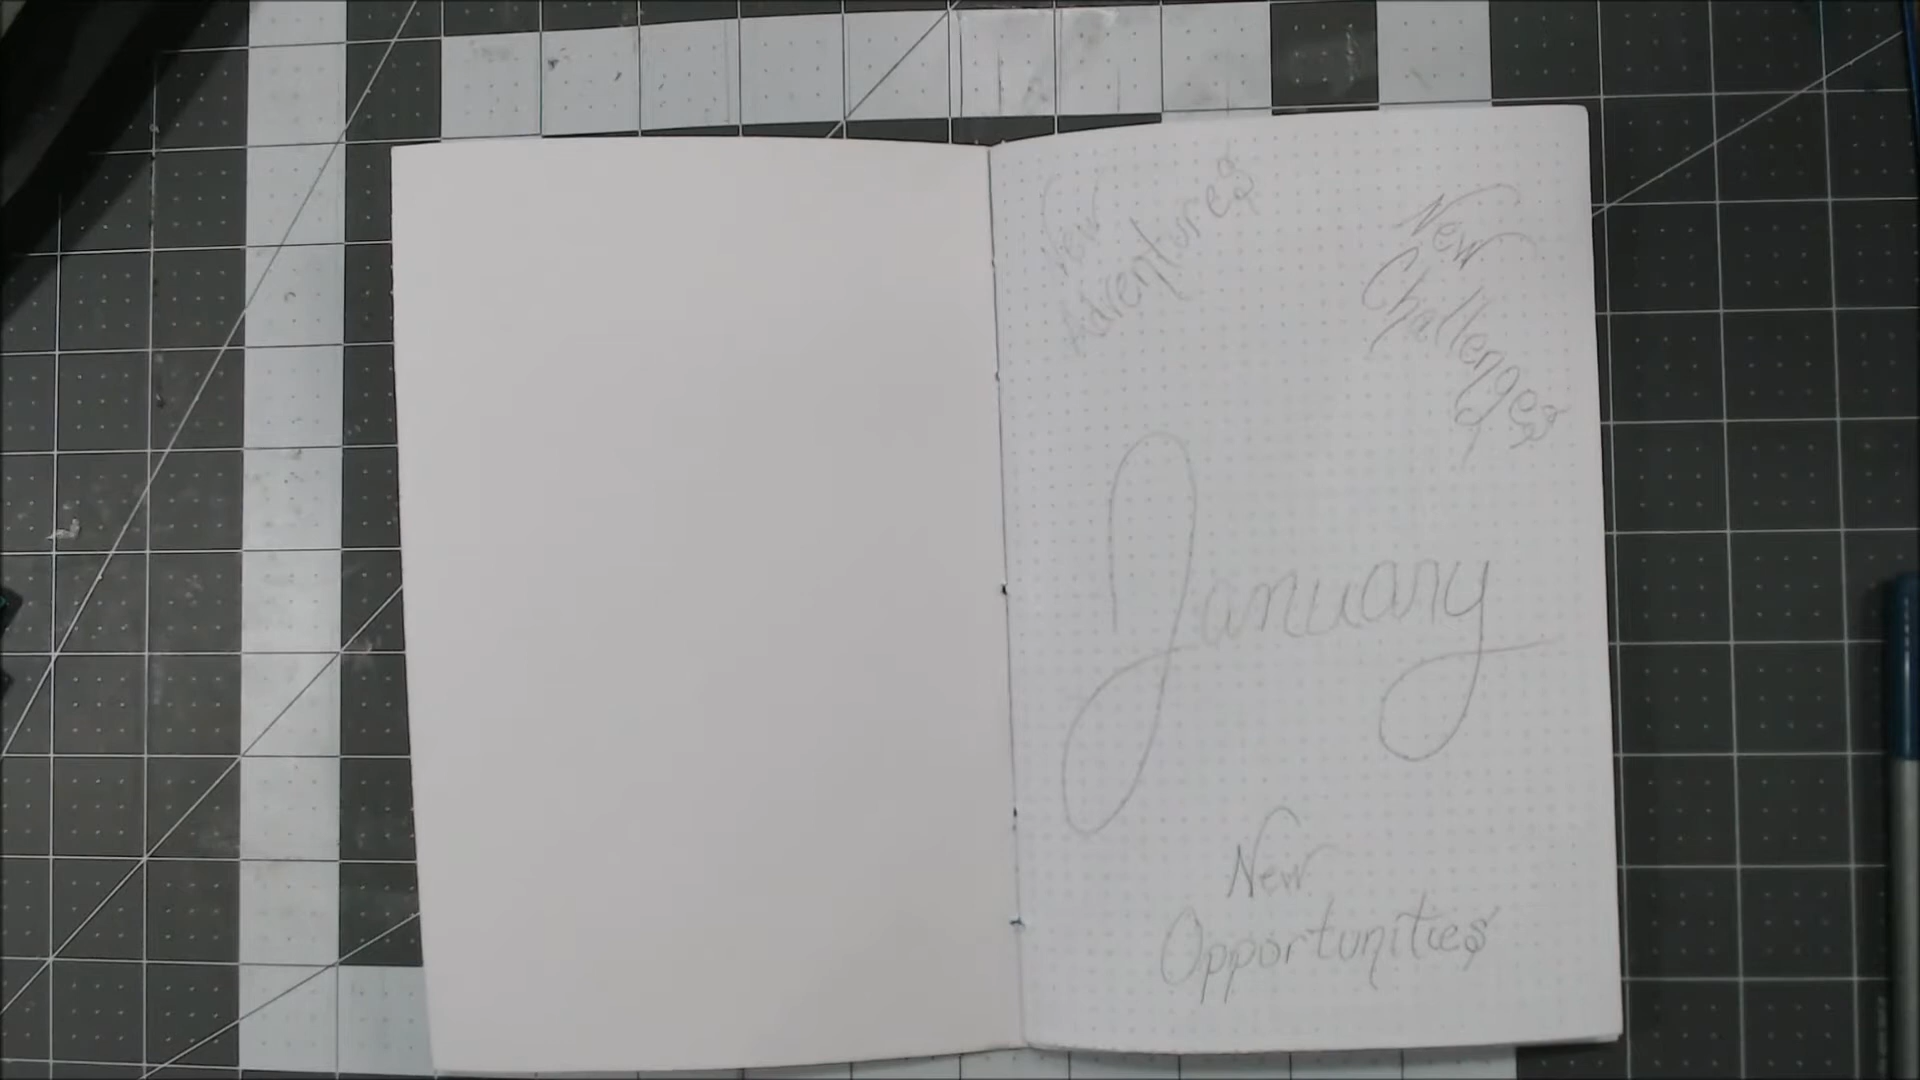 New
Adventures
New
Challenges
January
New
Opportunities